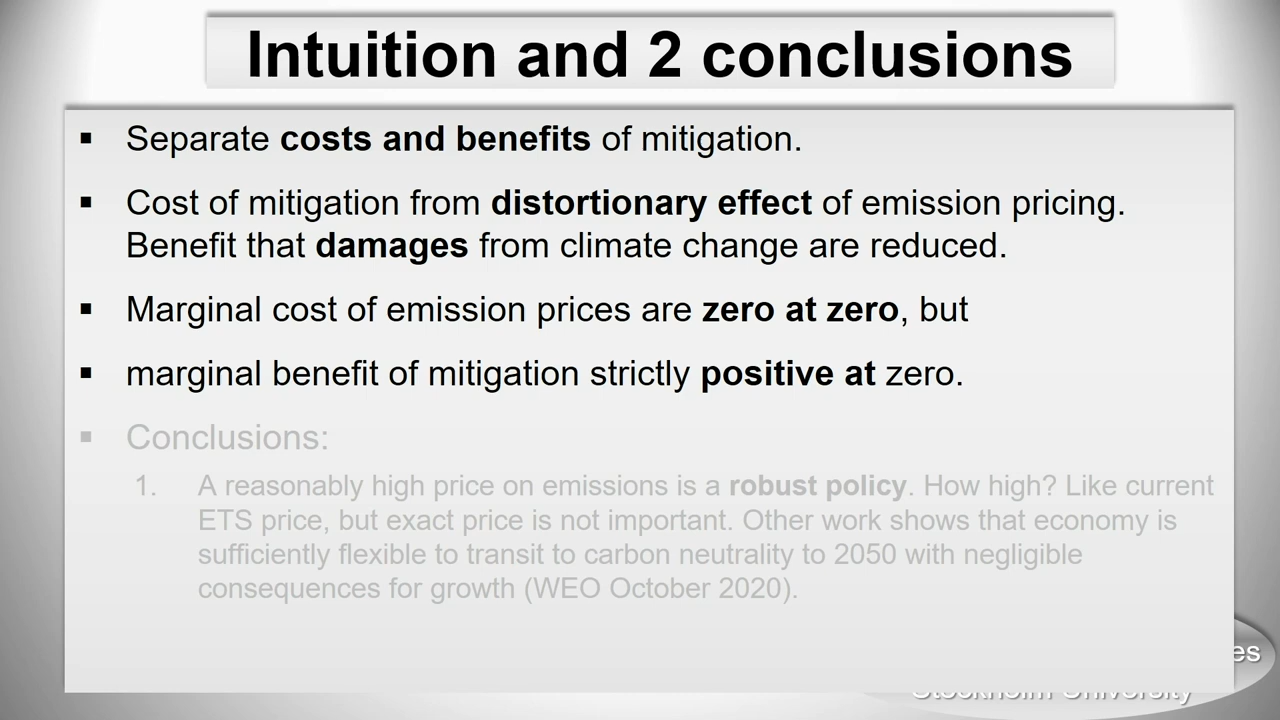 Intuition and 2 conclusions
▪ Separate costs and benefits of mitigation.
▪ Cost of mitigation from distortionary effect of emission pricing.
Benefit that damages from climate change are reduced.
▪ Marginal cost of emission prices are zero at zero, but
▪ marginal benefit of mitigation strictly positive at zero.
▪ Conclusions:
1. A reasonably high price on emissions is a robust policy. How high? Like current
ETS price, but exact price is not important. Other work shows that economy is
sufficiently flexible to transit to carbon neutrality to 2050 with negligible
consequences for growth (WEO October 2020).
es
Stockholm University